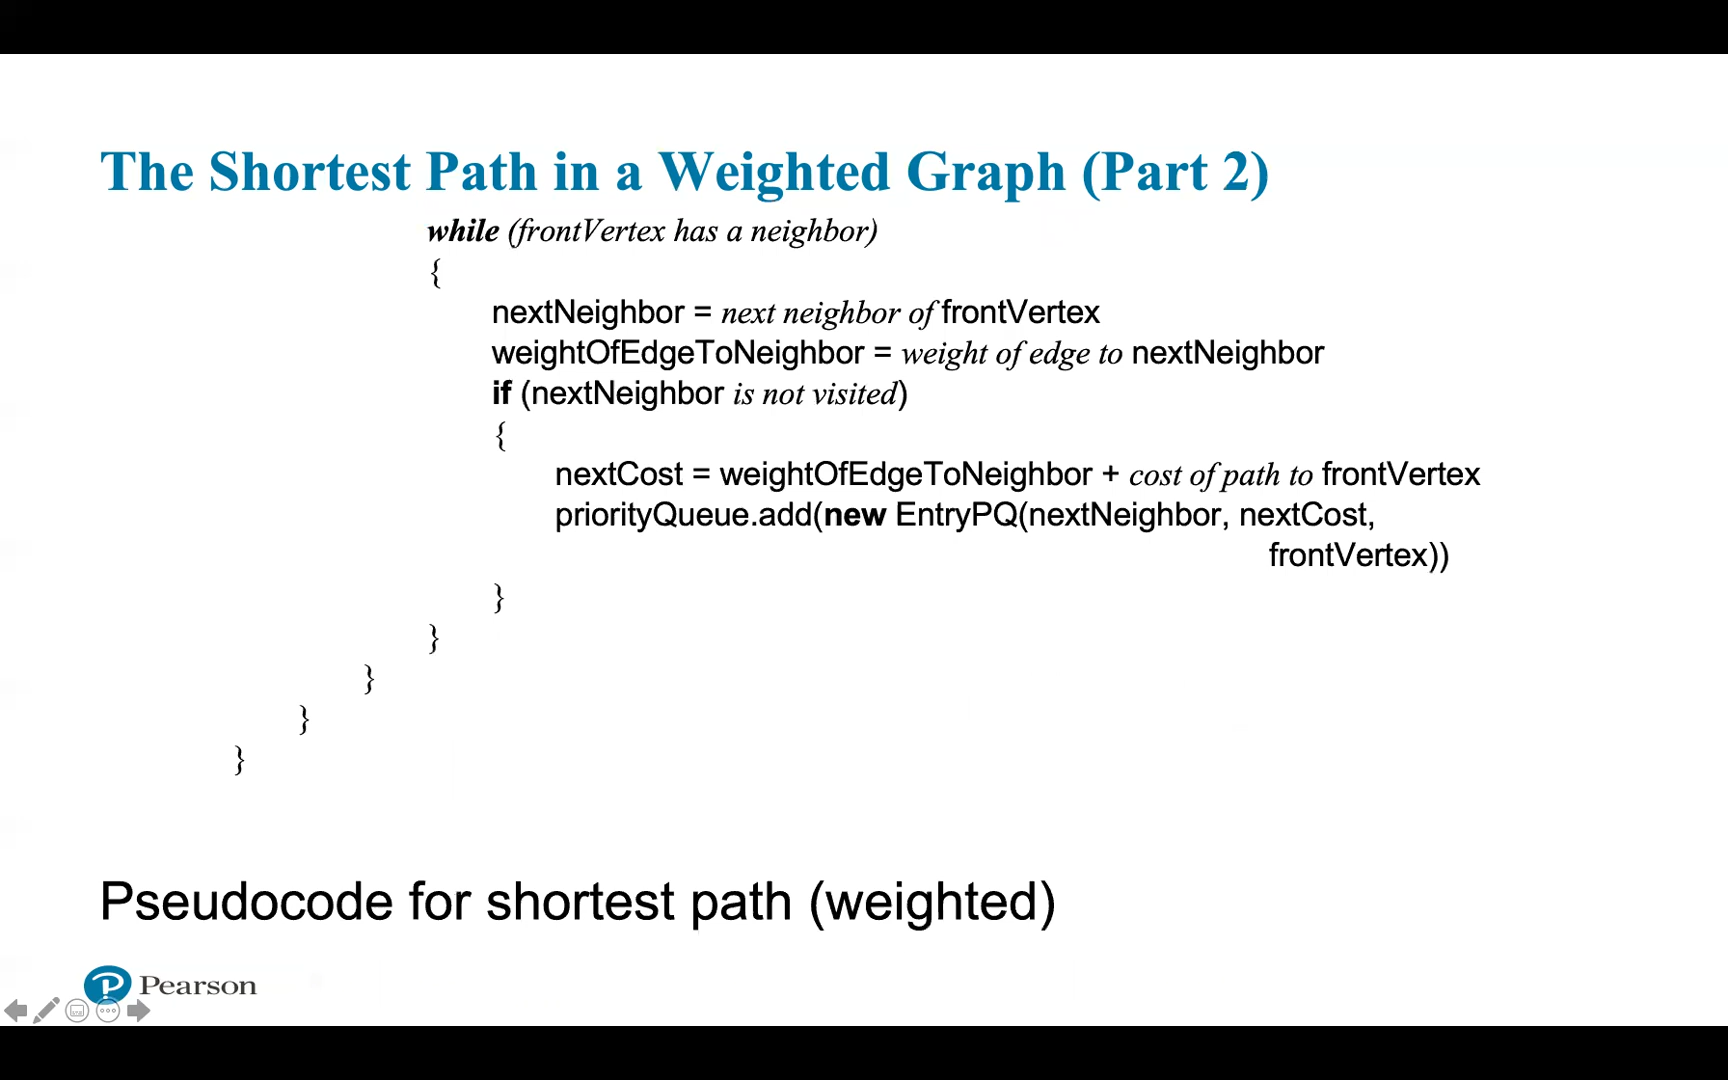 The Shortest Path in a Weighted Graph (Part 2)
while (frontVertex has a neighbor)
{
nextNeighbor = next neighbor of frontVertex
weightOfEdgeToNeighbor = weight of edge to nextNeighbor
if (nextNeighbor is not visited)
{
nextCost = weightOfEdgeToNeighbor + cost of path to frontVertex
priorityQueue.add(new EntryPQ(nextNeighbor, nextCost,
frontVertex))
}
}
}
}
}
Pseudocode for shortest path (weighted)
P Pearson